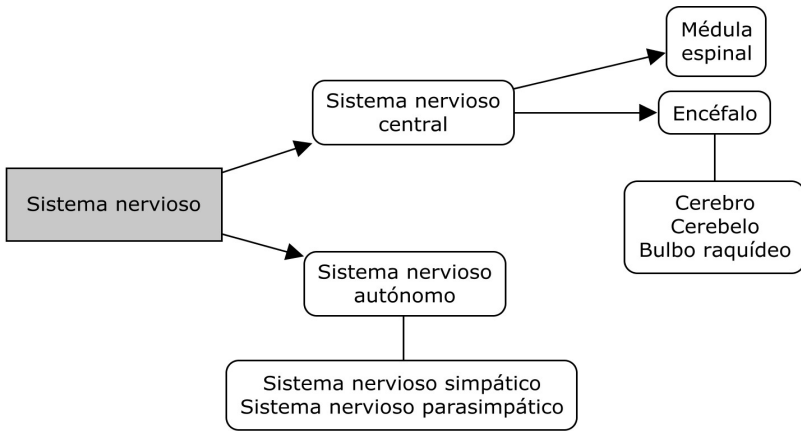 Médula
espinal
Sistema nervioso
central
Encéfalo
Sistema nervioso
Cerebro
Cerebelo
Bulbo raquídeo
Sistema nervioso
autónomo
Sistema nervioso simpático
Sistema nervioso parasimpático